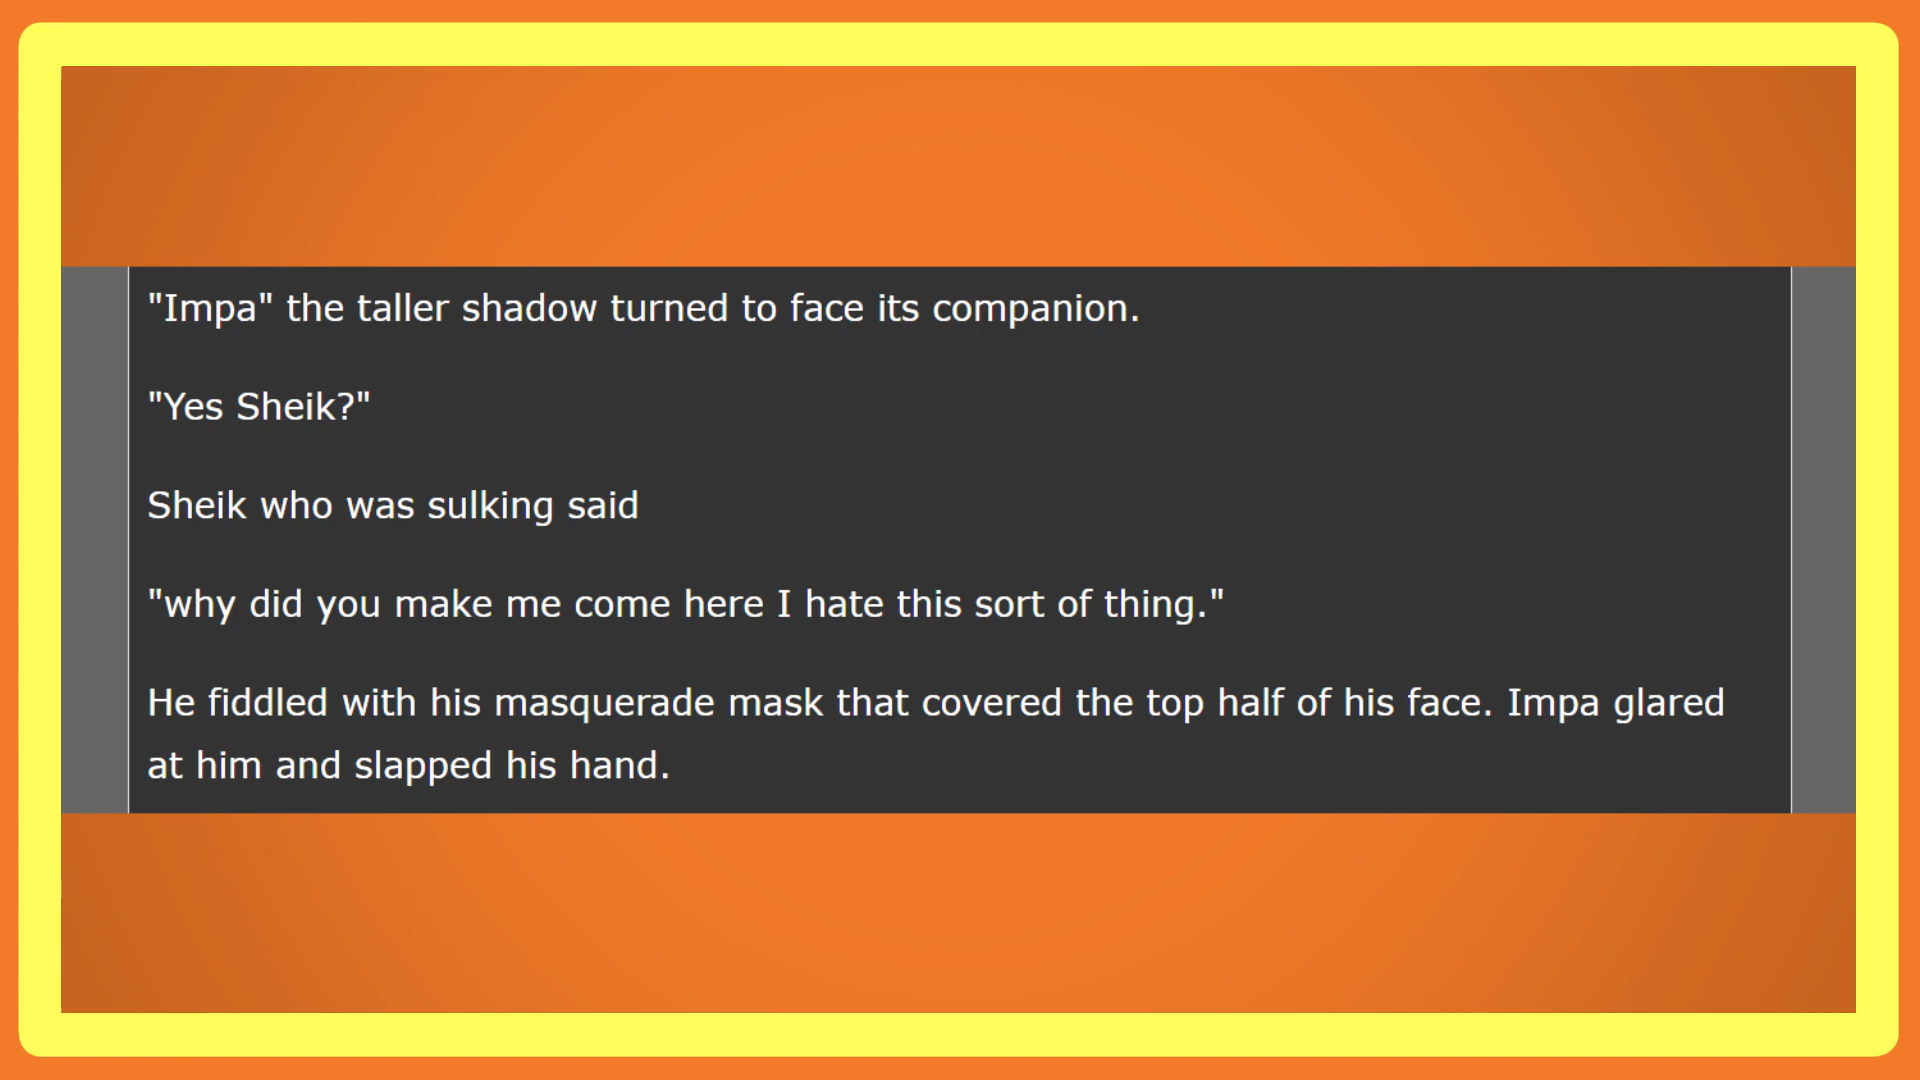 "Impa" the taller shadow turned to face its companion.
"Yes Sheik?"
Sheik who was sulking said
"why did you make me come here I hate this sort of thing."
He fiddled with his masquerade mask that covered the top half of his face. Impa glared
at him and slapped his hand.